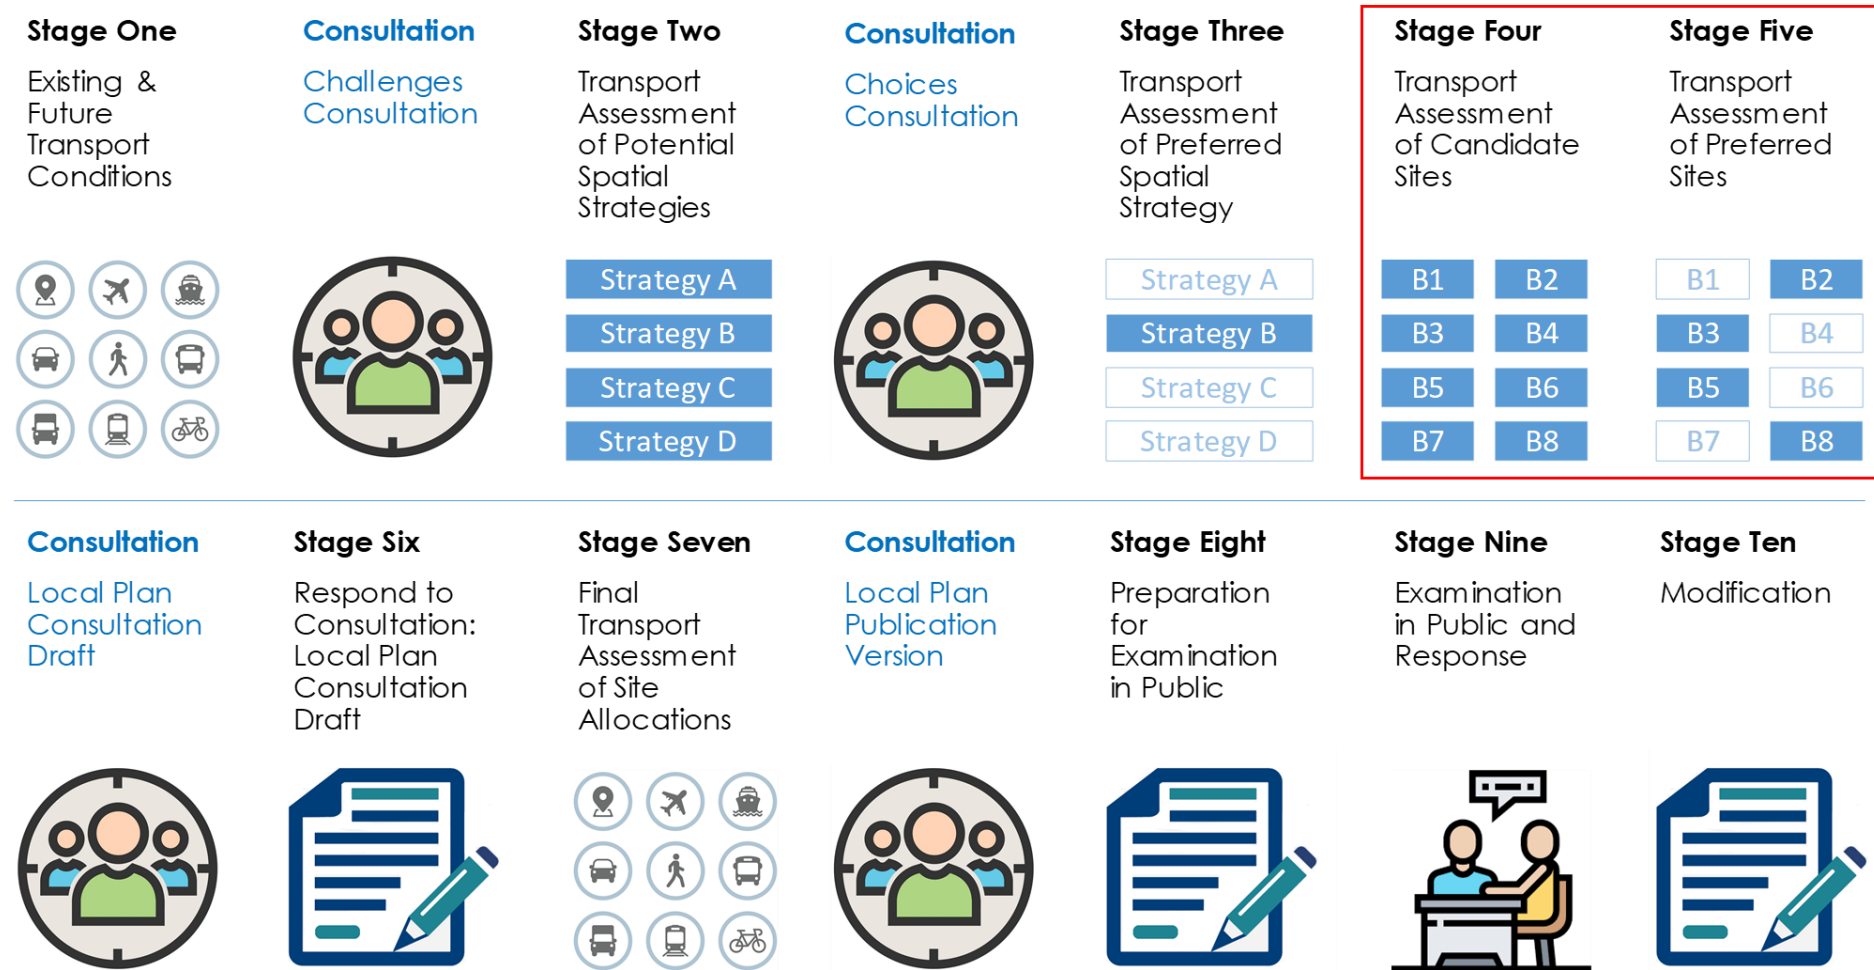 Stage One
Existing &
Future
Transport
Conditions
Consultation
Challenges
Consultation
Stage Two
Transport
Assessment
of Potential
Spatial
Strategies
Strategy A
Strategy B
Strategy C
Strategy D
Consultation
Choices
Consultation
Stage Three
Transport
Assessment
of Preferred
Spatial
Strategy
Strategy A
Strategy B
Strategy C
Strategy D
Stage Four
Transport
Assessment
of Candidate
Sites
B1 B2
B3 B4
B5 B6
B7 B8
Stage Five
Transport
Assessment
of Preferred
Sites
B1 B2
B3 B4
B5 B6
B7 B8
Consultation
Local Plan
Consultation
Draft
Stage Six
Respond to
Consultation:
Local Plan
Consultation
Draft
Stage Seven
Final
Transport
Assessment
of Site
Allocations
Consultation
Local Plan
Publication
Version
Stage Eight
Preparation
for
Examination
in Public
Stage Nine
Examination
in Public and
Response
Stage Ten
Modification